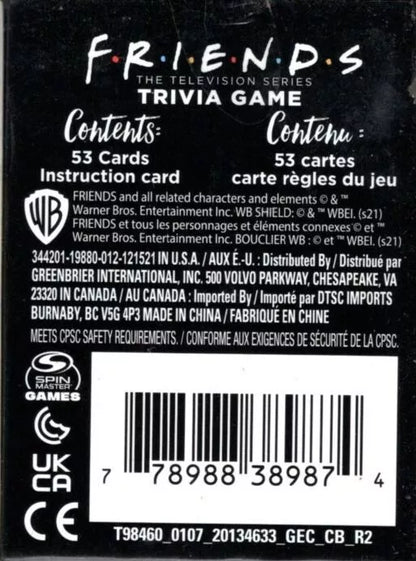 F·R·I·E·N·D·S
THE TELEVISION SERIES
TRIVIA GAME
Contents: Contenu :
53 Cards 53 cartes
Instruction card carte règles du jeu
WB FRIENDS and all related characters and elements © & ™
Warner Bros. Entertainment Inc. WB SHIELD: © & ™ WBEI. (s21)
FRIENDS et tous les personnages et éléments connexes © et ™
Warner Bros. Entertainment Inc. BOUCLIER WB : © et ™ WBEI. (s21)
344201-19880-012-121521 IN U.S.A. / AUX É.-U. : Distributed By / Distribué par
GREENBRIER INTERNATIONAL, INC. 500 VOLVO PARKWAY, CHESAPEAKE, VA
23320 IN CANADA / AU CANADA : Imported By / Importé par DTSC IMPORTS
BURNABY, BC V5G 4P3 MADE IN CHINA / FABRIQUÉ EN CHINE
MEETS CPSC SAFETY REQUIREMENTS. / CONFORME AUX EXIGENCES DE SÉCURITÉ DE LA CPSC.
SPIN
MASTER
GAMES
UK
CA
CE
7 78988 38987 4
T98460_0107_20134633_GEC_CB_R2